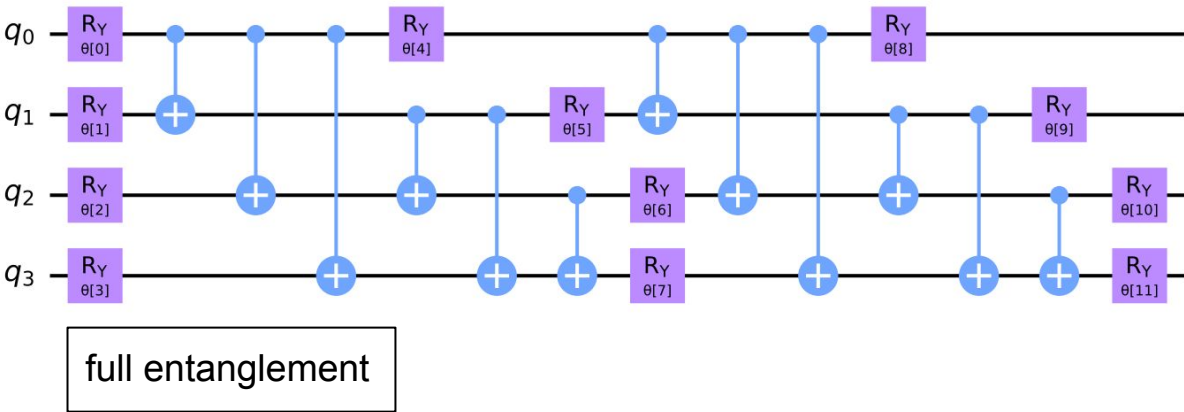 q0 RY θ[0] RY θ[4] RY θ[8]
q1 RY θ[1] RY θ[5] RY θ[9]
q2 RY θ[2] RY θ[6] RY θ[10]
q3 RY θ[3] RY θ[7] RY θ[11]
full entanglement